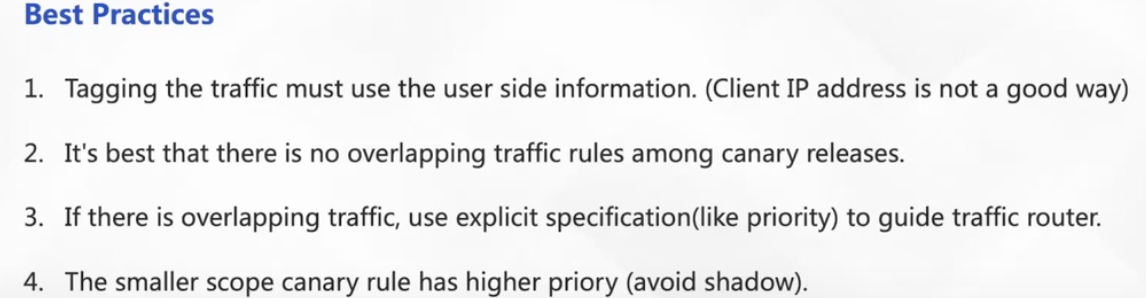 Best Practices
1. Tagging the traffic must use the user side information. (Client IP address is not a good way)
2. It's best that there is no overlapping traffic rules among canary releases.
3. If there is overlapping traffic, use explicit specification(like priority) to guide traffic router.
4. The smaller scope canary rule has higher priory (avoid shadow).